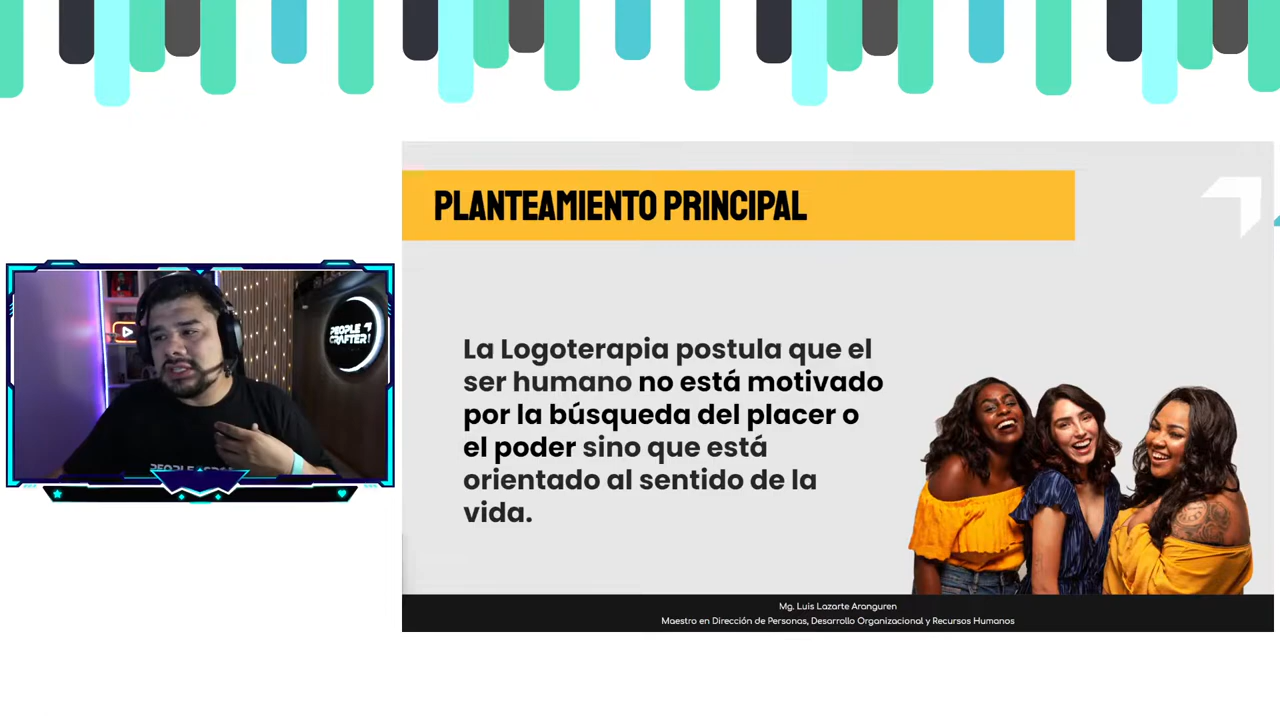 PLANTEAMIENTO PRINCIPAL
PEOPLE
CRAFTER
La Logoterapia postula que el
ser humano no está motivado
por la búsqueda del placer o
el poder sino que está
orientado al sentido de la
vida.
Mg. Luis Lazarte Aranguren
Maestro en Dirección de Personas, Desarrollo Organizacional y Recursos Humanos